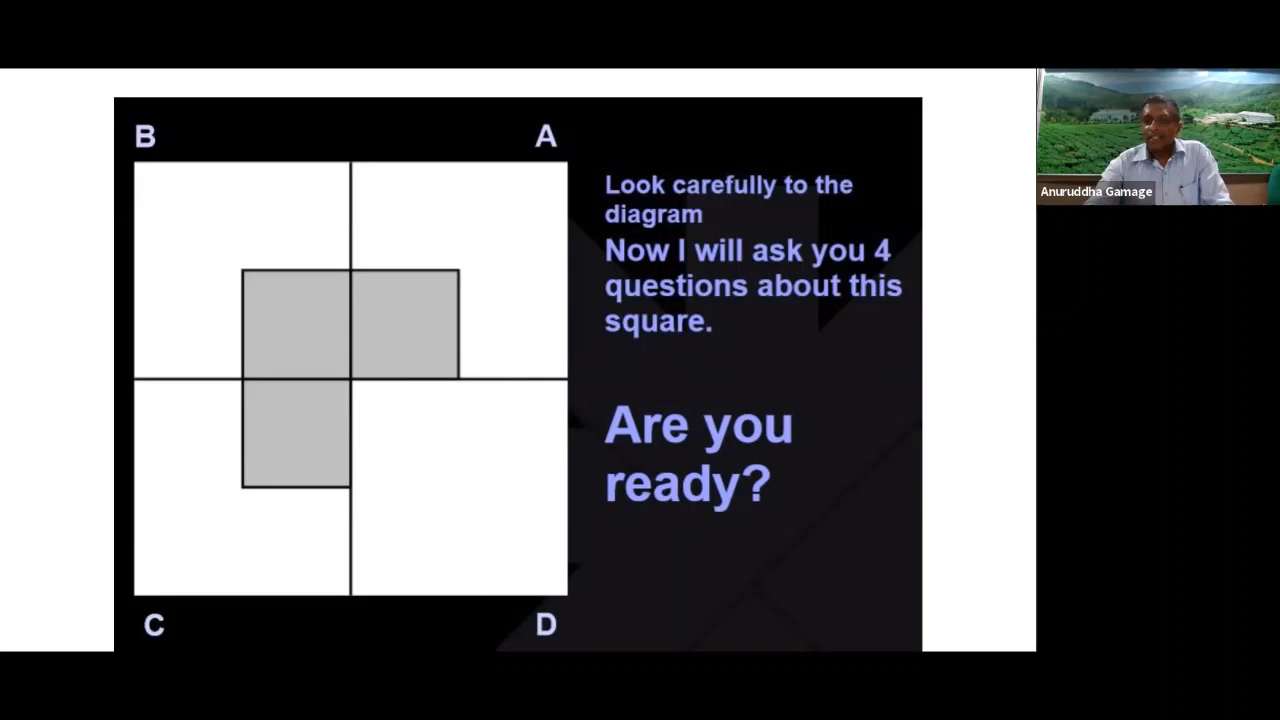 B
A
Look carefully to the
diagram
Now I will ask you 4
questions about this
square.
Are you
ready?
C
D
Anuruddha Gamage